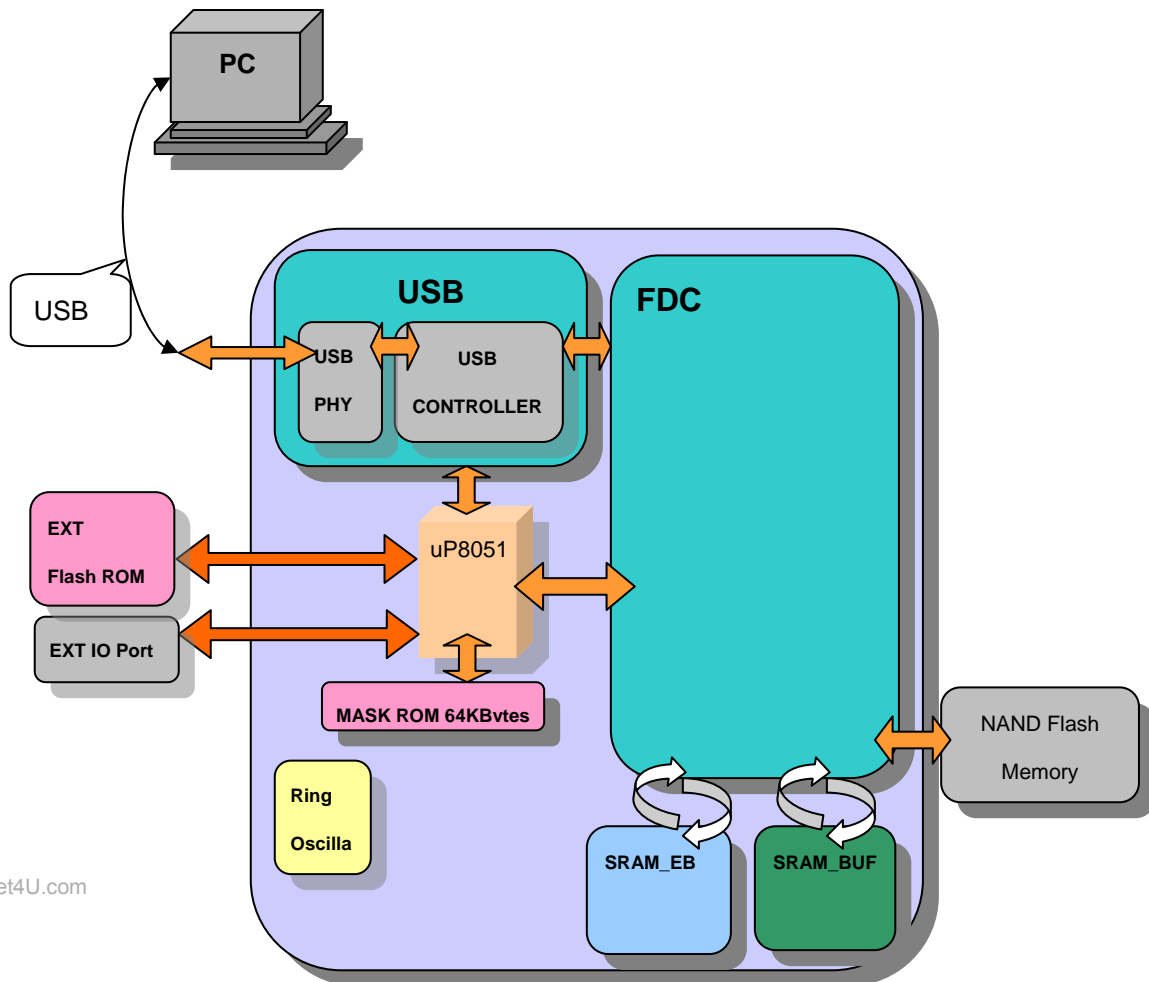 PC
USB
USB
FDC
USB
PHY
USB
CONTROLLER
EXT
Flash ROM
uP8051
EXT IO Port
MASK ROM 64KBvtes
NAND Flash
Memory
Ring
Oscilla
SRAM_EB
SRAM_BUF
et4U.com